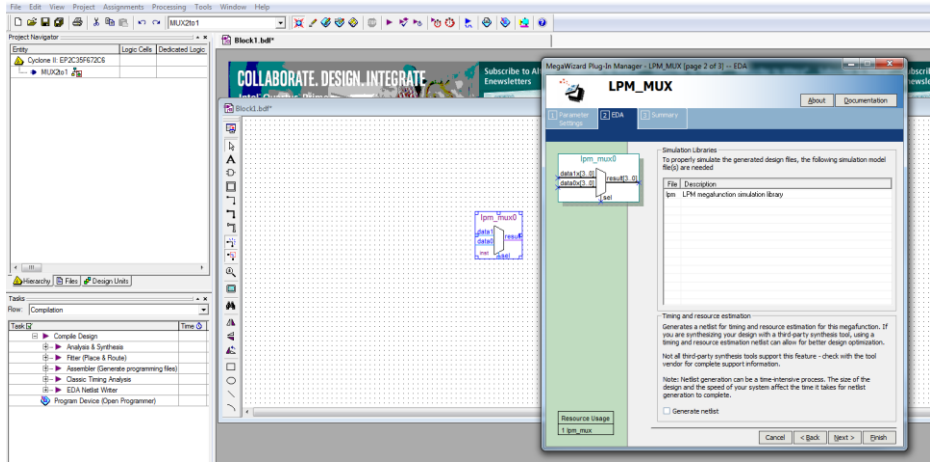 File Edit View Project Assignments Processing Tools Window Help
MUX2to1
Project Navigator
Entity Logic Cells Dedicated Logic
Cyclone II: EP2C35F672C6
MUX2to1
Hierarchy Files Design Units
Tasks
Flow: Compilation
Task Time
Compile Design
Analysis & Synthesis
Fitter (Place & Route)
Assembler (Generate programming files)
Classic Timing Analysis
EDA Netlist Writer
Program Device (Open Programmer)
Block1.bdf*
COLLABORATE. DESIGN. INTEGRATE
Subscribe to Al
Enewsletters
Block1.bdf*
lpm_mux0
data1
data0
result
inst
sel
MegaWizard Plug-In Manager - LPM_MUX [page 2 of 3] -- EDA
LPM_MUX
About Documentation
1 Parameter Settings 2 EDA 3 Summary
lpm_mux0
data1x[3..0]
data0x[3..0]
result[3..0]
sel
Resource Usage
1 lpm_mux
Simulation Libraries
To properly simulate the generated design files, the following simulation model
file(s) are needed
File Description
lpm LPM megafunction simulation library
Timing and resource estimation
Generates a netlist for timing and resource estimation for this megafunction. If
you are synthesizing your design with a third-party synthesis tool, using a
timing and resource estimation netlist can allow for better design optimization.
Not all third-party synthesis tools support this feature - check with the tool
vendor for complete support information.
Note: Netlist generation can be a time-intensive process. The size of the
design and the speed of your system affect the time it takes for netlist
generation to complete.
Generate netlist
Cancel < Back Next > Finish